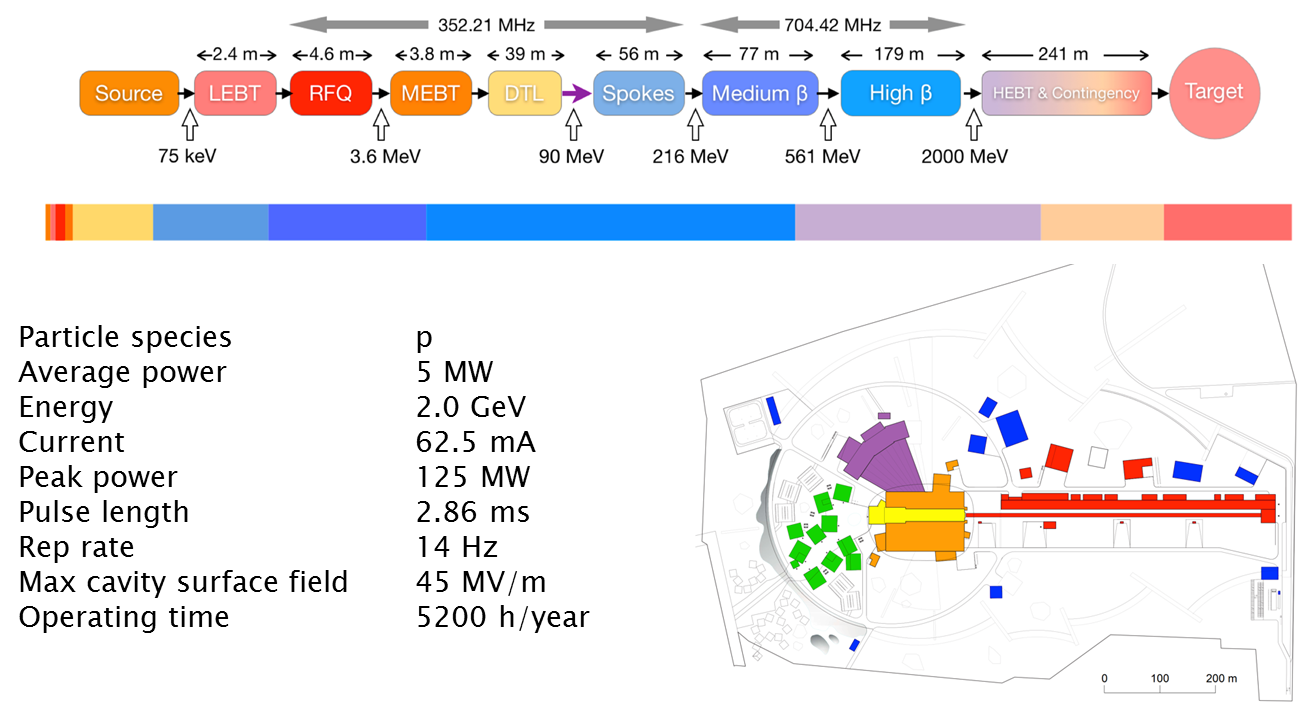 352.21 MHz 704.42 MHz
2.4 m 4.6 m 3.8 m 39 m 56 m 77 m 179 m 241 m
Source LEBT RFQ MEBT DTL Spokes Medium β High β HEBT & Contingency Target
75 keV 3.6 MeV 90 MeV 216 MeV 561 MeV 2000 MeV
Particle species p
Average power 5 MW
Energy 2.0 GeV
Current 62.5 mA
Peak power 125 MW
Pulse length 2.86 ms
Rep rate 14 Hz
Max cavity surface field 45 MV/m
Operating time 5200 h/year
0 100 200 m